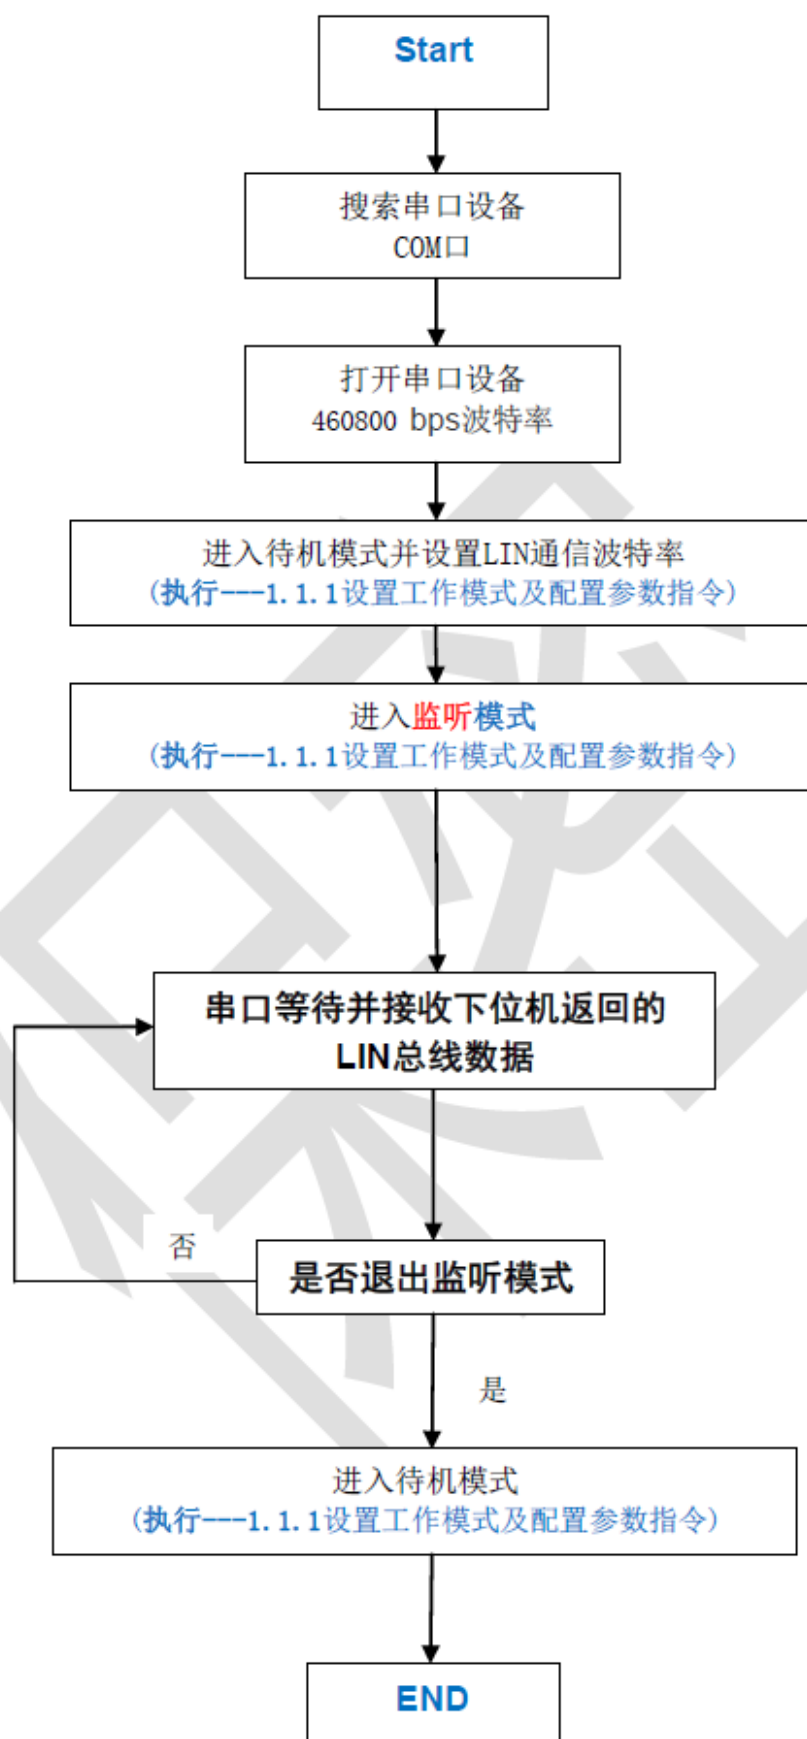 Start
搜索串口设备
COM口
打开串口设备
460800 bps波特率
进入待机模式并设置LIN通信波特率
(执行---1.1.1设置工作模式及配置参数指令)
进入监听模式
(执行---1.1.1设置工作模式及配置参数指令)
串口等待并接收下位机返回的
LIN总线数据
否
是否退出监听模式
是
进入待机模式
(执行---1.1.1设置工作模式及配置参数指令)
END